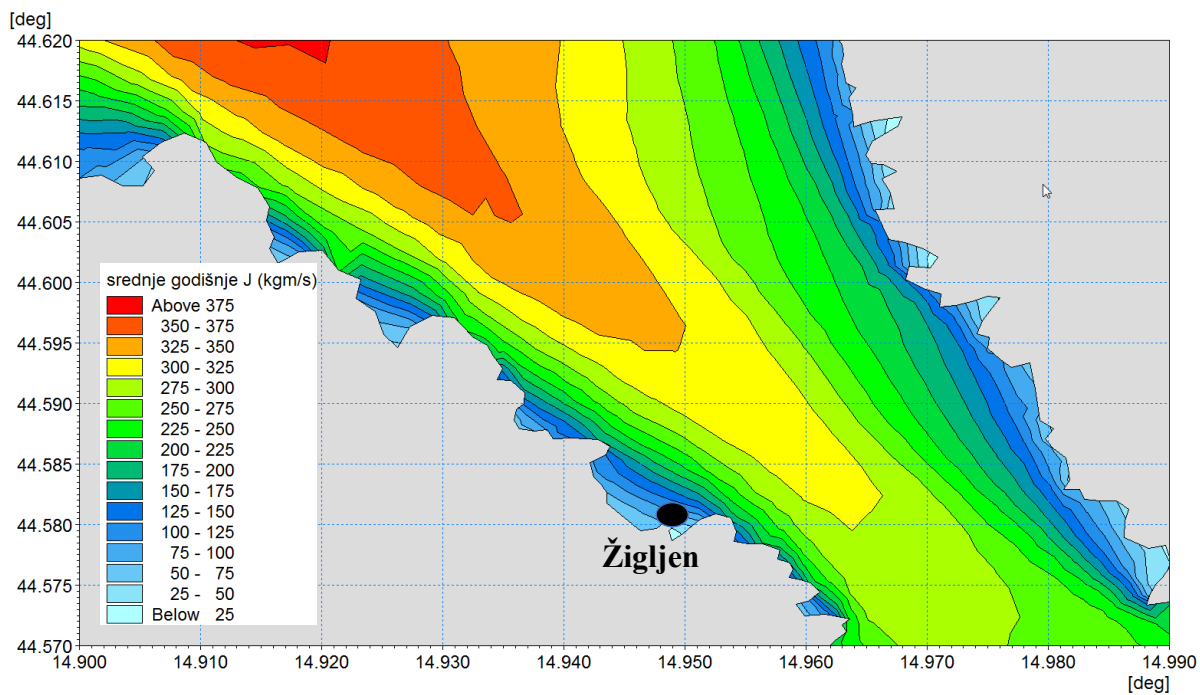 [deg]
44.620
44.615
44.610
44.605
44.600
44.595
44.590
44.585
44.580
44.575
44.570
srednje godišnje J (kgm/s)
Above 375
350 - 375
325 - 350
300 - 325
275 - 300
250 - 275
225 - 250
200 - 225
175 - 200
150 - 175
125 - 150
100 - 125
75 - 100
50 - 75
25 - 50
Below 25
Žigljen
14.900 14.910 14.920 14.930 14.940 14.950 14.960 14.970 14.980 14.990
[deg]